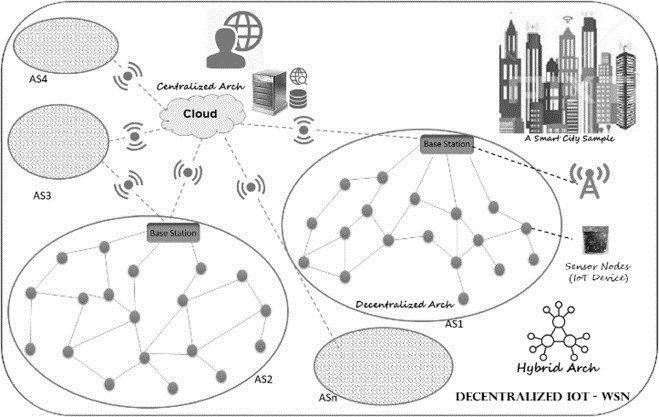 AS4
Centralized Arch
Cloud
A Smart City Sample
AS3
Base Station
Base Station
Sensor Nodes
(IoT Device)
Decentralized Arch
AS1
AS2
ASn
Hybrid Arch
DECENTRALIZED IOT - WSN